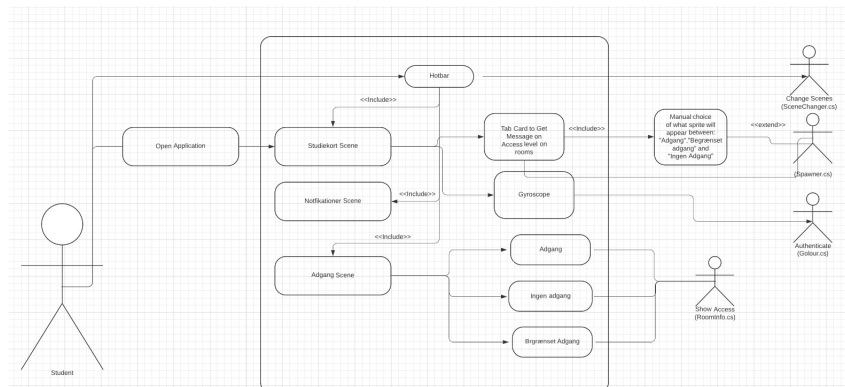 Hotbar
<<Include>>
Change Scenes
(SceneChanger.cs)
Open Application
Studiekort Scene
Tab Card to Get
Message on
Access level on
rooms
<<Include>>
Manual choice
of what sprite will
appear between:
"Adgang","Begrænset
adgang" and
"Ingen Adgang"
<<extend>>
(Spawner.cs)
Notfikationer Scene
<<Include>>
Gyroscope
Authenticate
(Golour.cs)
<<Include>>
Adgang Scene
Adgang
Ingen adgang
Brgrænset Adgang
Show Access
(RoomInfo.cs)
Student